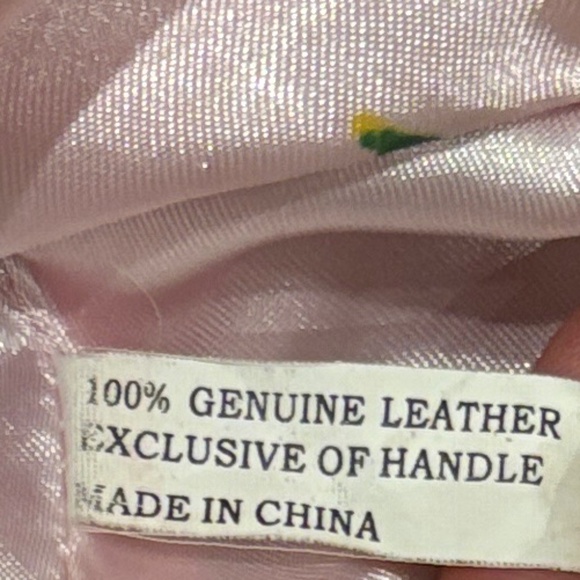 100% GENUINE LEATHER
EXCLUSIVE OF HANDLE
MADE IN CHINA